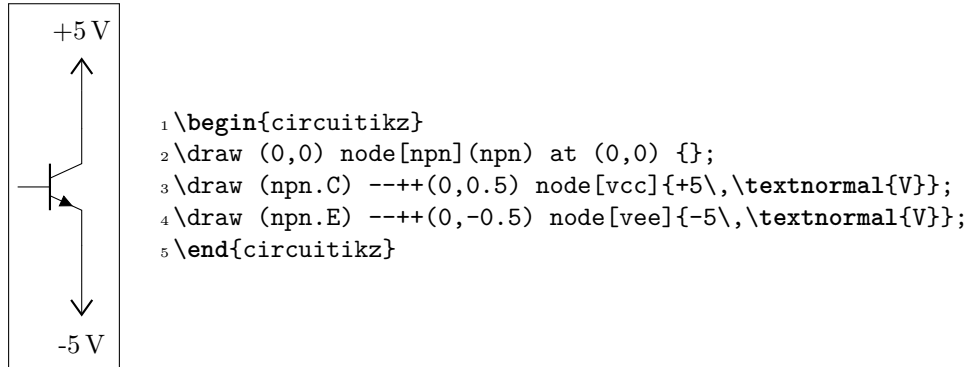 +5 V
1 \begin{circuitikz}
2 \draw (0,0) node[npn](npn) at (0,0) {};
3 \draw (npn.C) --++(0,0.5) node[vcc]{+5\,\textnormal{V}};
4 \draw (npn.E) --++(0,-0.5) node[vee]{-5\,\textnormal{V}};
5 \end{circuitikz}
-5 V